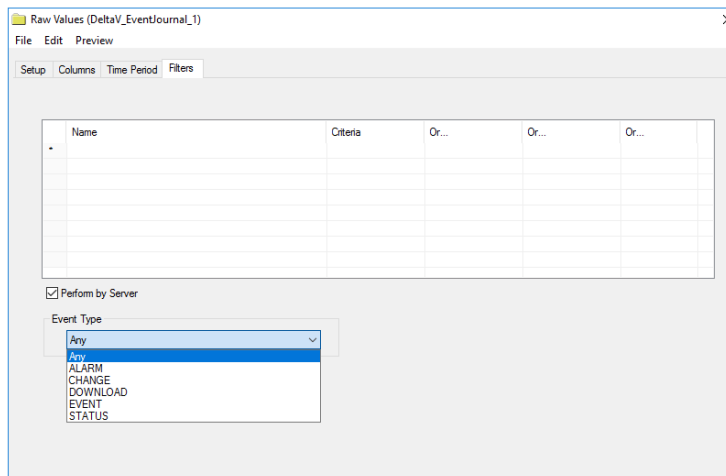 Raw Values (DeltaV_EventJournal_1)
File Edit Preview
Setup Columns Time Period Filters
Name Criteria Or... Or... Or...
Perform by Server
Event Type
Any
Any
ALARM
CHANGE
DOWNLOAD
EVENT
STATUS